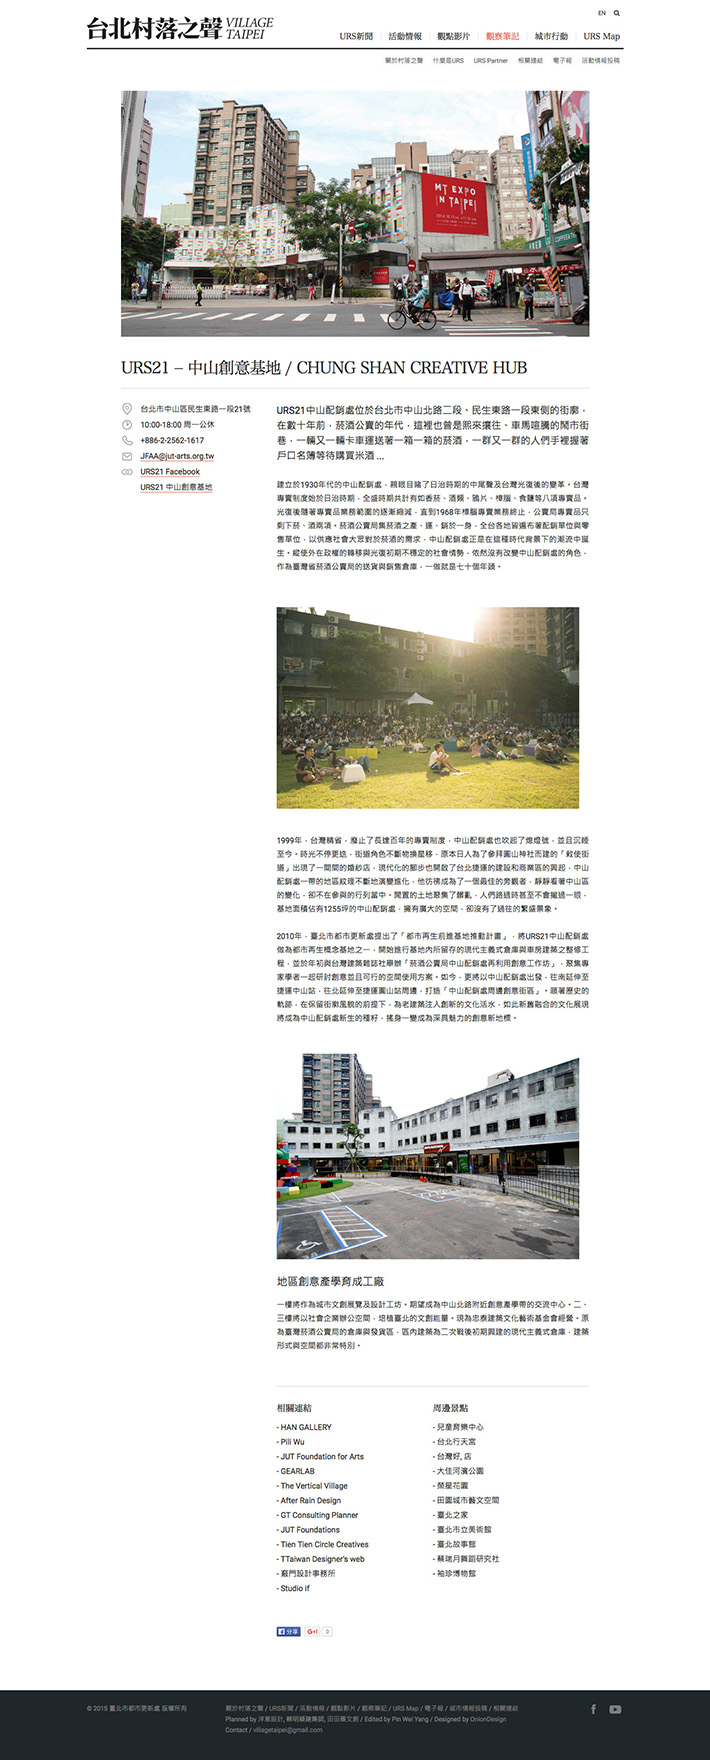 台北村落之聲 VILLAGE TAIPEI
EN
URS新聞 活動情報 觀點影片 觀察筆記 城市行動 URS Map
關於村落之聲 什麼是URS URS Partner 相關連結 電子報 活動情報投稿
MT EXPO
IN TAIPEI
URS21 – 中山創意基地 / CHUNG SHAN CREATIVE HUB
台北市中山區民生東路一段21號
10:00-18:00 周一公休
+886-2-2562-1617
JFAA@jut-arts.org.tw
URS21 Facebook
URS21 中山創意基地
URS21中山配銷處位於台北市中山北路二段、民生東路一段東側的街廓，
在數十年前，菸酒公賣的年代，這裡也曾是熙來攘往、車馬喧騰的鬧市街
巷，一輛又一輛卡車運送著一箱一箱的菸酒，一群又一群的人們手裡握著
戶口名簿等待購買米酒 ...
建立於1930年代的中山配銷處，親眼目睹了日治時期的中尾聲及台灣光復後的變革。台灣
專賣制度始於日治時期，全盛時期共計有如香菸、酒類、鴉片、樟腦、食鹽等八項專賣品。
光復後隨著專賣品業務範圍的逐漸縮減，直到1968年樟腦專賣業務終止，公賣局專賣品只
剩下菸、酒兩項。菸酒公賣局集菸酒之產、運、銷於一身，全台各地皆遍布著配銷單位與零
售單位，以供應社會大眾對於菸酒的需求，中山配銷處正是在這種時代背景下的潮流中誕
生。縱使外在政權的轉移與光復初期不穩定的社會情勢，依然沒有改變中山配銷處的角色，
作為臺灣省菸酒公賣局的送貨與銷售倉庫，一做就是七十個年頭。
1999年，台灣精省，廢止了長達百年的專賣制度，中山配銷處也吹起了熄燈號，並且沉睡
至今。時光不停更迭，街道角色不斷物換星移，原本日人為了參拜圓山神社而建的「敕使街
道」出現了一間間的婚紗店，現代化的腳步也開啟了台北捷運的建設和商業區的興起，中山
配銷處一帶的地區紋理不斷地演變進化，他彷彿成為了一個最佳的旁觀者，靜靜看著中山區
的變化，卻不在參與的行列當中。閒置的土地聚集了髒亂，人們路過時甚至不會撇過一眼，
基地面積佔有1255坪的中山配銷處，擁有廣大的空間，卻沒有了過往的繁盛景象。
2010年，臺北市都市更新處提出了「都市再生前進基地推動計畫」，將URS21中山配銷處
做為都市再生概念基地之一，開始進行基地內所留存的現代主義式倉庫與車房建築之整修工
程，並於年初與台灣建築雜誌社舉辦「菸酒公賣局中山配銷處再利用創意工作坊」，聚集專
家學者一起研討創意並且可行的空間使用方案。如今，更將以中山配銷處出發，往南延伸至
捷運中山站，往北延伸至捷運圓山站周邊，打造「中山配銷處周邊創意街區」。順著歷史的
軌跡，在保留街廓風貌的前提下，為老建築注入創新的文化活水，如此新舊融合的文化展現
將成為中山配銷處新生的種籽，搖身一變成為深具魅力的創意新地標。
地區創意產學育成工廠
一樓將作為城市文創展覽及設計工坊。期望成為中山北路附近創意產學帶的交流中心。二、
三樓將以社會企業辦公空間，培植臺北的文創能量。現為忠泰建築文化藝術基金會經營。原
為臺灣菸酒公賣局的倉庫與發貨區，區內建築為二次戰後初期興建的現代主義式倉庫，建築
形式與空間都非常特別。
相關連結
- HAN GALLERY
- Pili Wu
- JUT Foundation for Arts
- GEARLAB
- The Vertical Village
- After Rain Design
- GT Consulting Planner
- JUT Foundations
- Tien Tien Circle Creatives
- TTaiwan Designer's web
- 竅門設計事務所
- Studio if
周邊景點
- 兒童育樂中心
- 台北行天宮
- 台灣好, 店
- 大佳河濱公園
- 榮星花園
- 田園城市藝文空間
- 臺北之家
- 臺北市立美術館
- 臺北故事館
- 蔡瑞月舞蹈研究社
- 袖珍博物館
分享 G+1 0
© 2015 臺北市都市更新處 版權所有
關於村落之聲 / URS新聞 / 活動情報 / 觀點影片 / 觀察筆記 / URS Map / 電子報 / 城市情報投稿 / 相關連結
Planned by 洋蔥設計, 蔡明穎建築師, 田田圈文創 / Edited by Pin Wei Yang / Designed by OnionDesign
Contact / villagetaipei@gmail.com